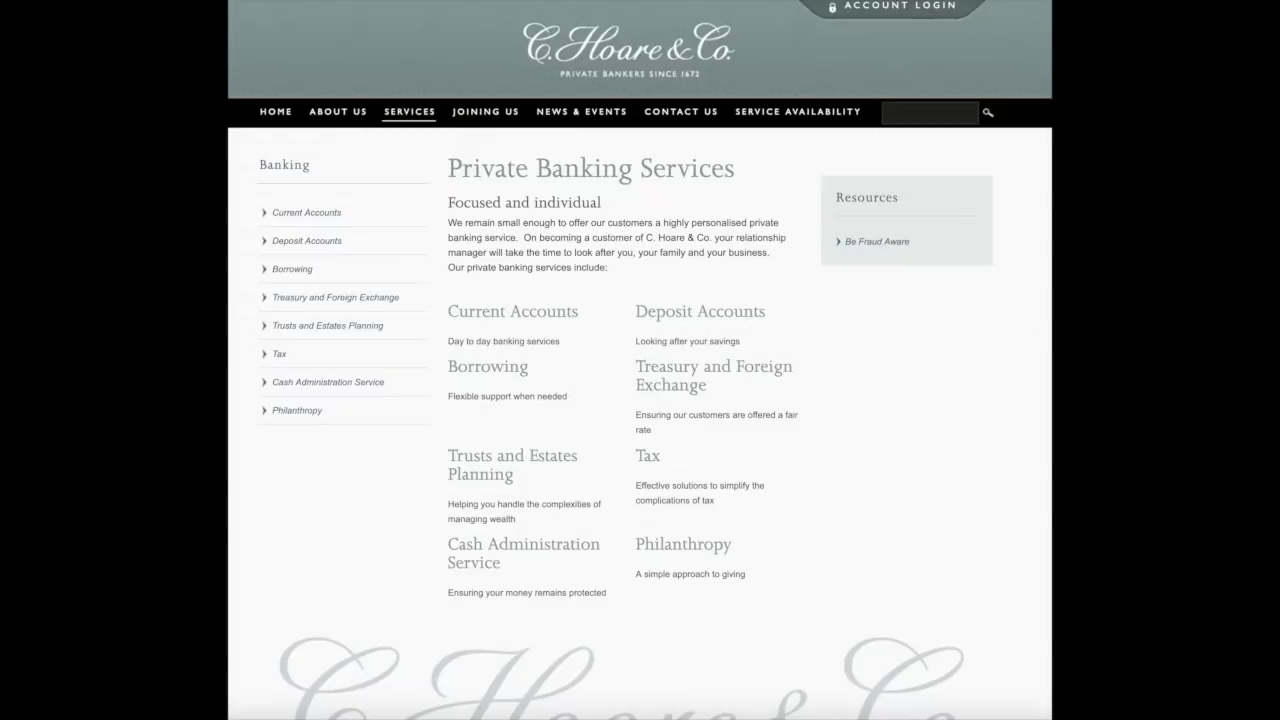 ACCOUNT LOGIN
C. Hoare & Co.
PRIVATE BANKERS SINCE 1672
HOME ABOUT US SERVICES JOINING US NEWS & EVENTS CONTACT US SERVICE AVAILABILITY
Banking
Current Accounts
Deposit Accounts
Borrowing
Treasury and Foreign Exchange
Trusts and Estates Planning
Tax
Cash Administration Service
Philanthropy
Private Banking Services
Focused and individual
We remain small enough to offer our customers a highly personalised private
banking service.  On becoming a customer of C. Hoare & Co. your relationship
manager will take the time to look after you, your family and your business.
Our private banking services include:
Current Accounts
Day to day banking services
Deposit Accounts
Looking after your savings
Borrowing
Flexible support when needed
Treasury and Foreign
Exchange
Ensuring our customers are offered a fair
rate
Trusts and Estates
Planning
Helping you handle the complexities of
managing wealth
Tax
Effective solutions to simplify the
complications of tax
Cash Administration
Service
Ensuring your money remains protected
Philanthropy
A simple approach to giving
Resources
Be Fraud Aware
C. Hoare & Co.